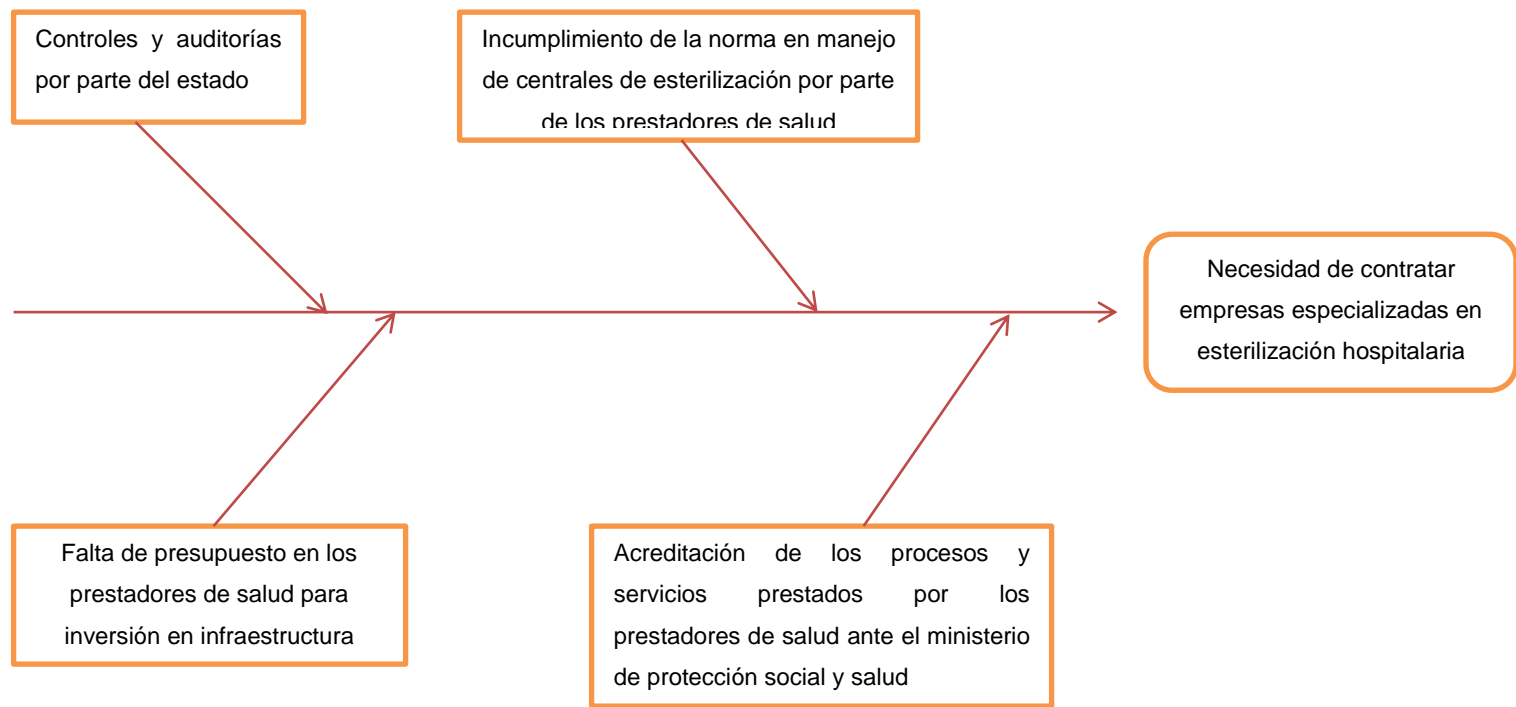 Controles y auditorías
por parte del estado
Incumplimiento de la norma en manejo
de centrales de esterilización por parte
de los prestadores de salud
Necesidad de contratar
empresas especializadas en
esterilización hospitalaria
Falta de presupuesto en los
prestadores de salud para
inversión en infraestructura
Acreditación de los procesos y
servicios prestados por los
prestadores de salud ante el ministerio
de protección social y salud